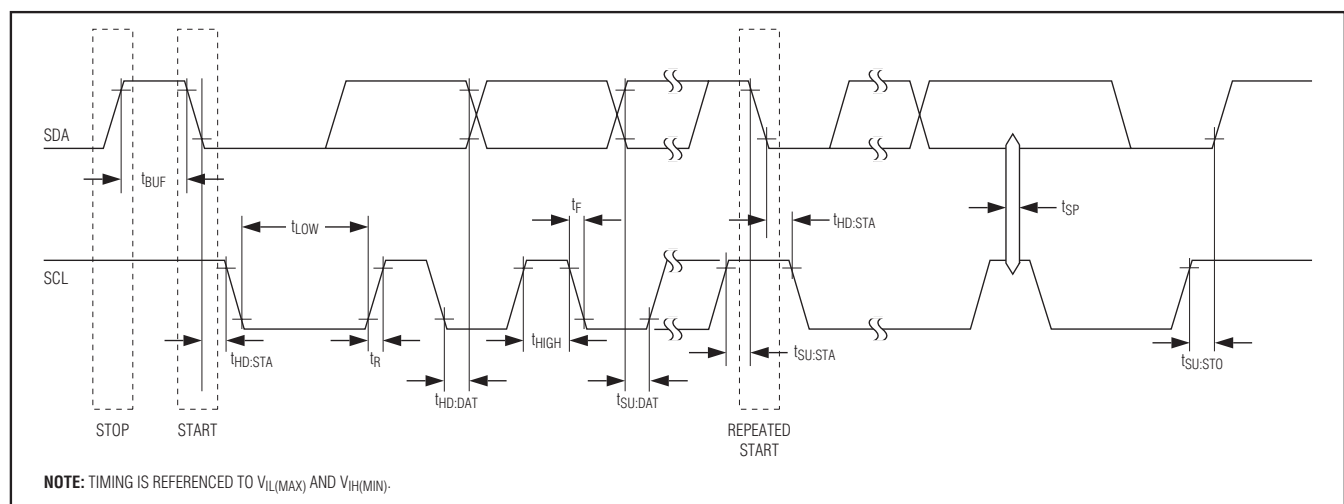 SDA
tBUF
tLOW
tF
tHD:STA
tSP
SCL
tHD:STA
tR
tHIGH
tSU:STA
tSU:STO
tHD:DAT
tSU:DAT
STOP
START
REPEATED
START
NOTE: TIMING IS REFERENCED TO VIL(MAX) AND VIH(MIN).